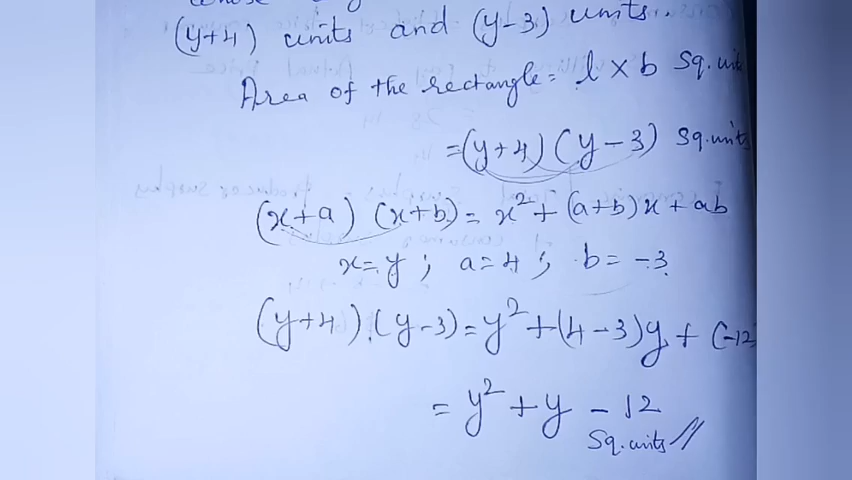 (y+4) units and (y-3) units.
Area of the rectangle = l × b Sq. unit
= (y+4) (y-3) Sq. units
(x+a) (x+b) = x² + (a+b)x + ab
x = y ; a = 4 ; b = -3
(y+4) (y-3) = y² + (4-3)y + (-12)
= y² + y - 12
Sq. units //